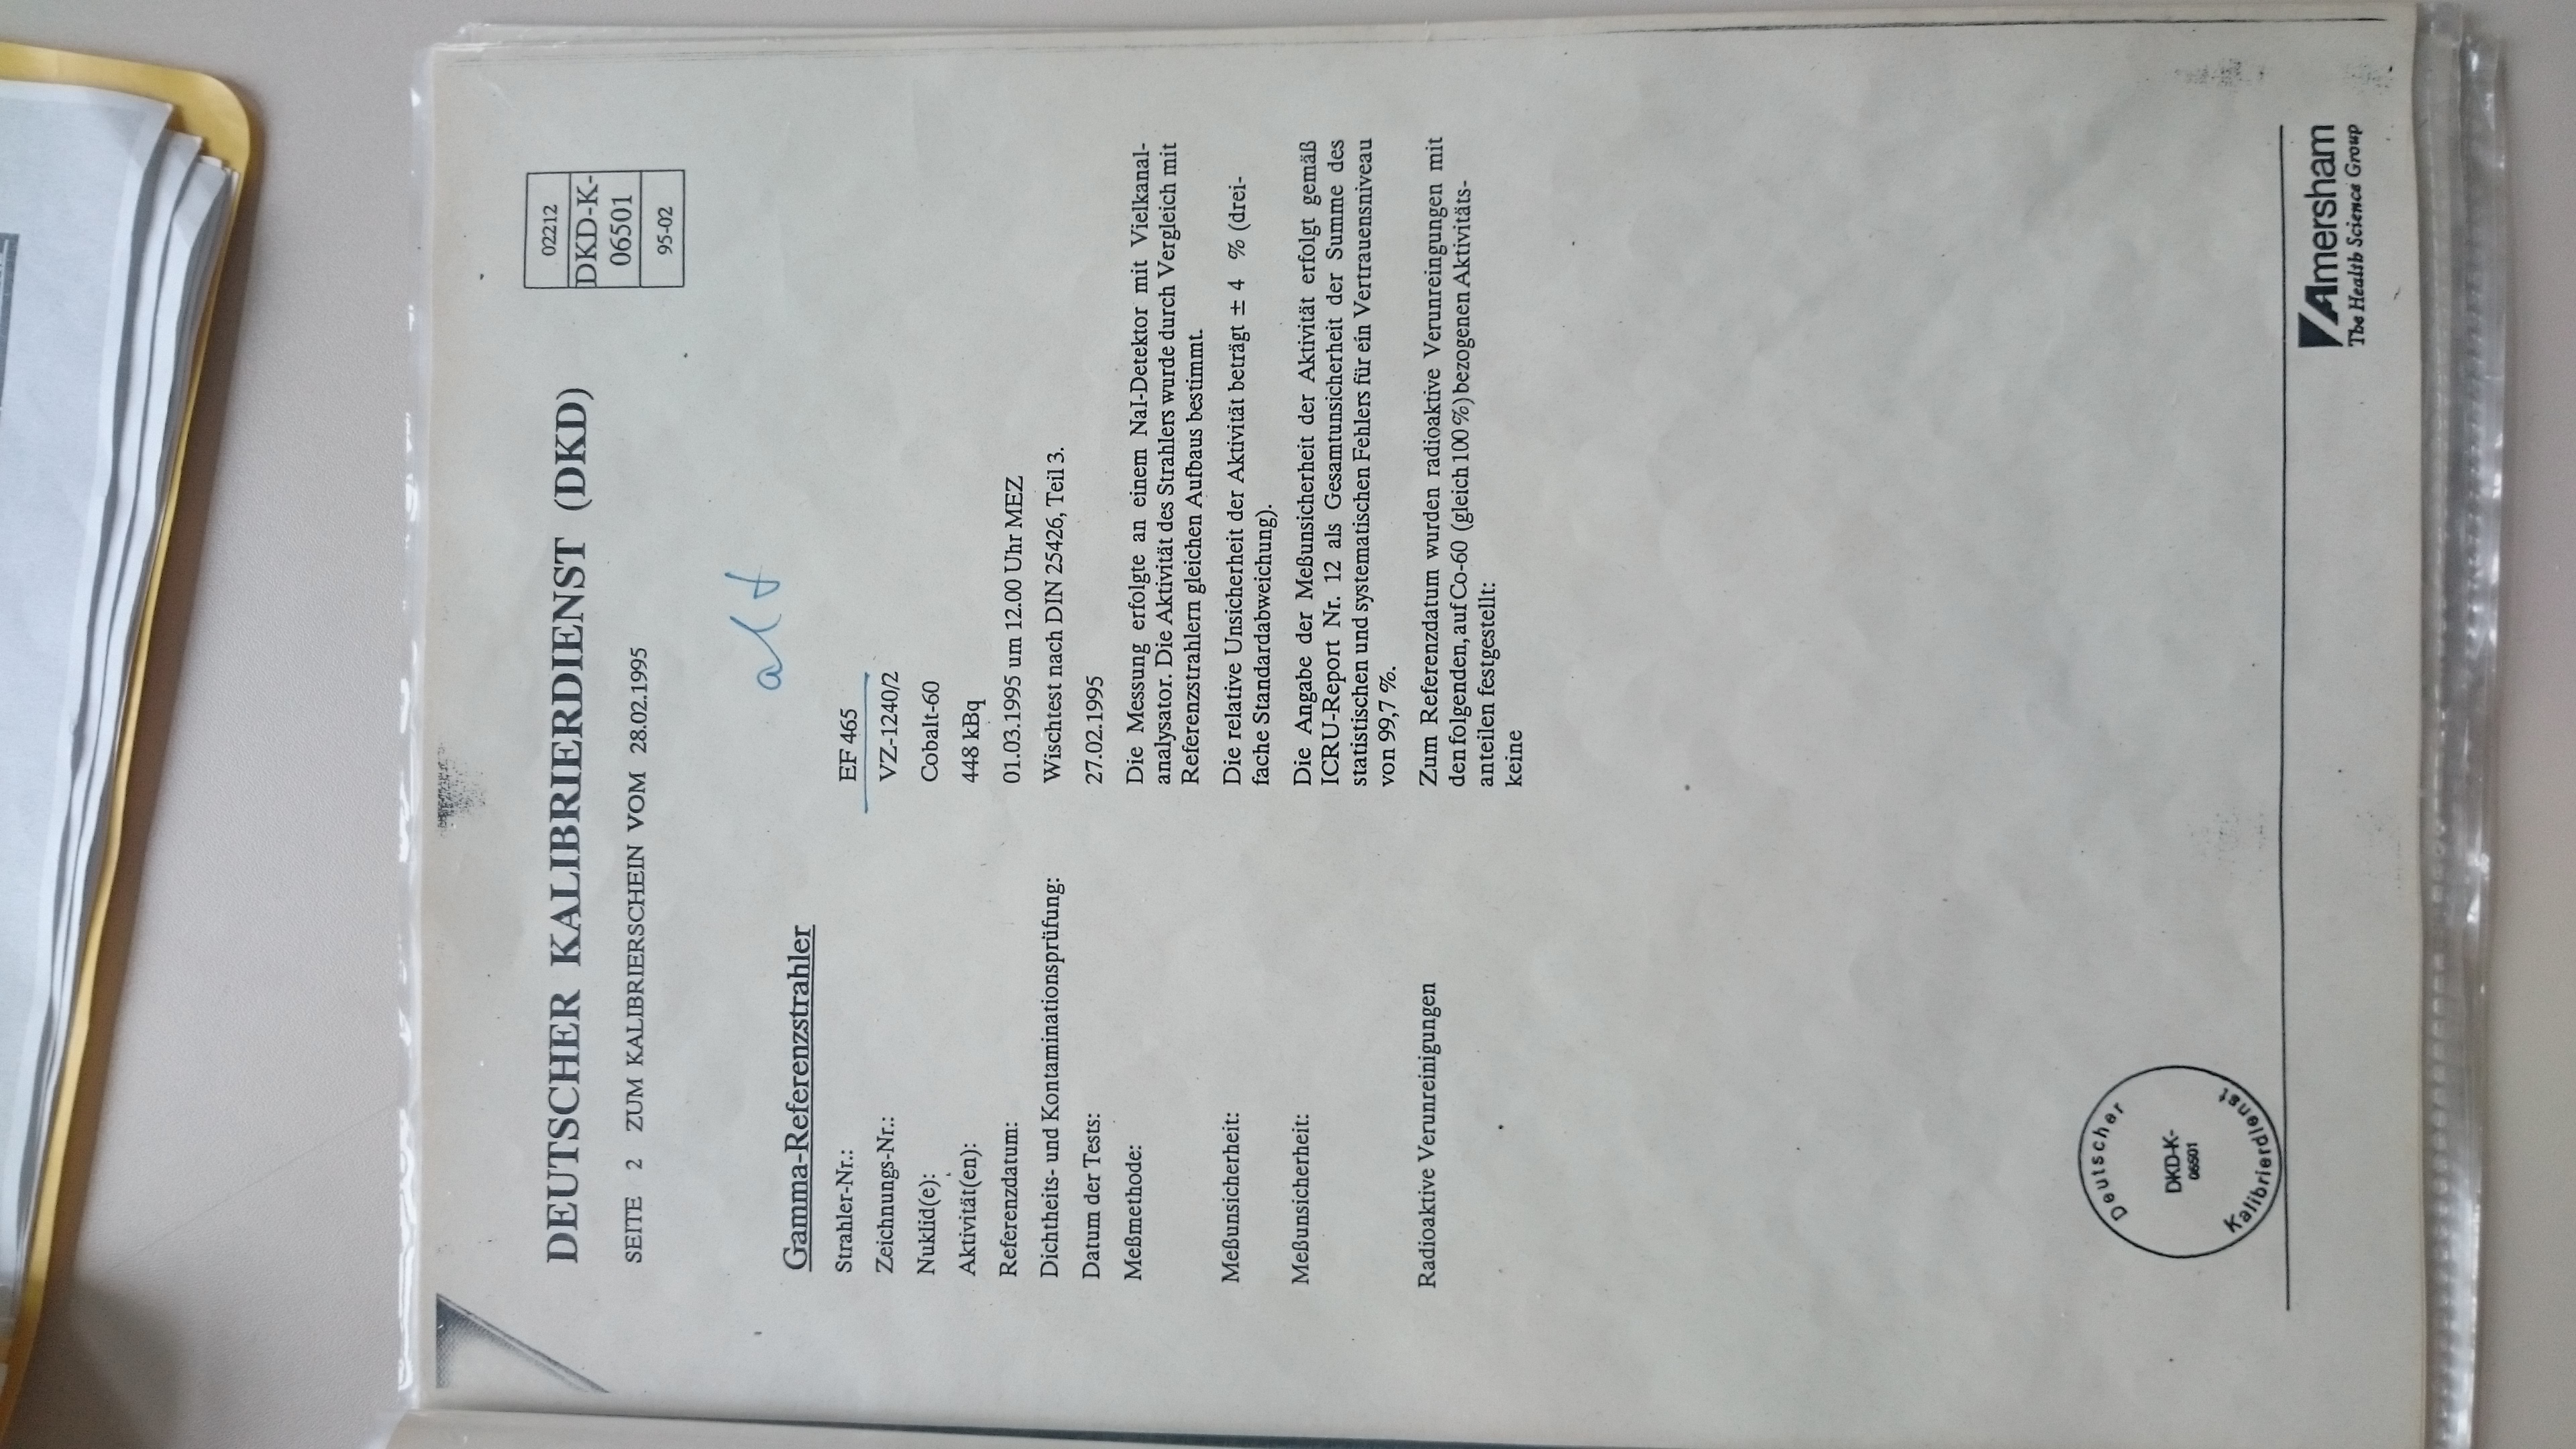 DEUTSCHER KALIBRIERDIENST (DKD)
02212
DKD-K-
06501
95-02
SEITE 2 ZUM KALIBRIERSCHEIN VOM 28.02.1995
alt
Gamma-Referenzstrahler
Strahler-Nr.: EF 465
Zeichnungs-Nr.: VZ-1240/2
Nuklid(e): Cobalt-60
Aktivität(en): 448 kBq
Referenzdatum: 01.03.1995 um 12.00 Uhr MEZ
Dichtheits- und Kontaminationsprüfung: Wischtest nach DIN 25426, Teil 3.
Datum der Tests: 27.02.1995
Meßmethode: Die Messung erfolgte an einem NaI-Detektor mit Vielkanal-
analysator. Die Aktivität des Strahlers wurde durch Vergleich mit
Referenzstrahlern gleichen Aufbaus bestimmt.
Meßunsicherheit: Die relative Unsicherheit der Aktivität beträgt ± 4 % (drei-
fache Standardabweichung).
Meßunsicherheit: Die Angabe der Meßunsicherheit der Aktivität erfolgt gemäß
ICRU-Report Nr. 12 als Gesamtunsicherheit der Summe des
statistischen und systematischen Fehlers für ein Vertrauensniveau
von 99,7 %.
Radioaktive Verunreinigungen Zum Referenzdatum wurden radioaktive Verunreingungen mit
den folgenden, auf Co-60 (gleich 100 %) bezogenen Aktivitäts-
anteilen festgestellt:
keine
Deutscher
DKD-K-
06501
Kalibrierdienst
Amersham
The Health Science Group